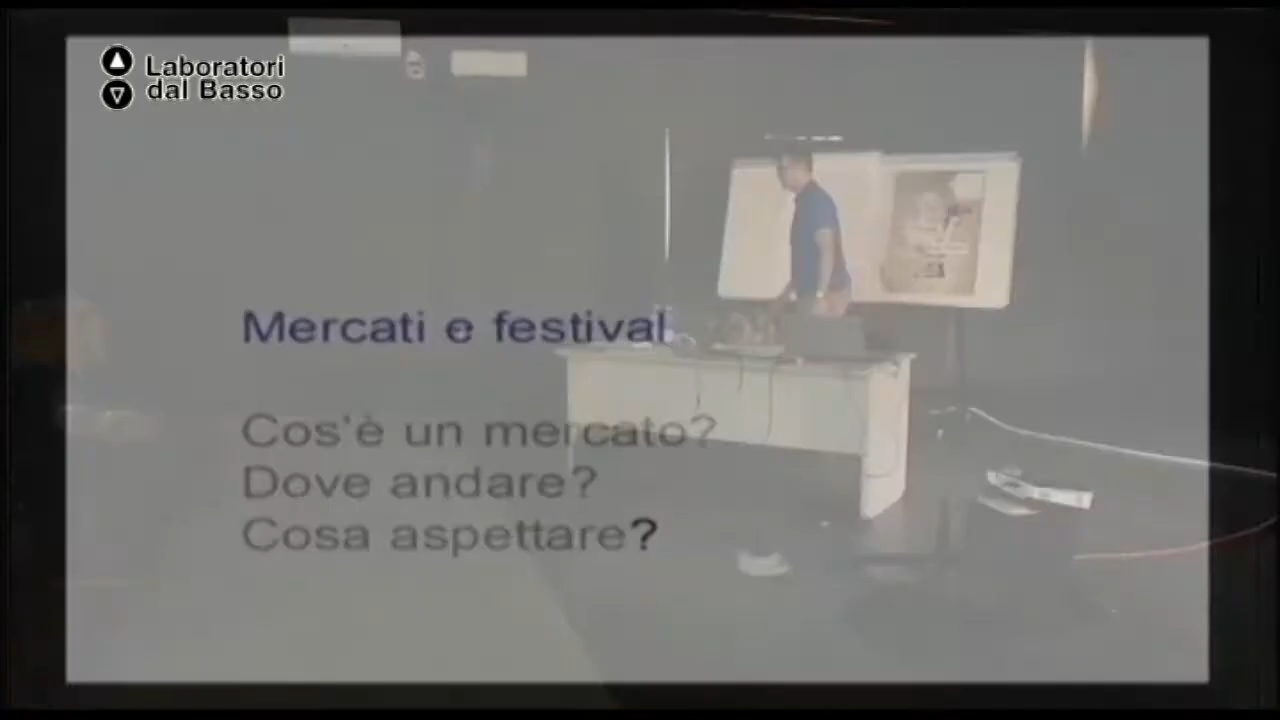 Laboratori
dal Basso
Mercati e festival
Cos'è un mercato?
Dove andare?
Cosa aspettare?